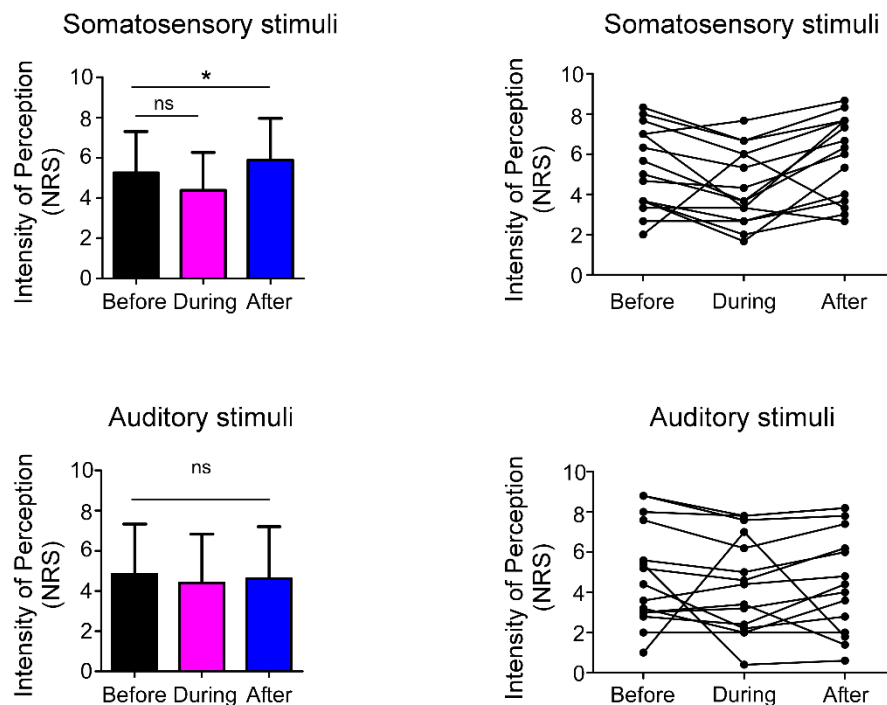 Somatosensory stimuli
Intensity of Perception
(NRS)
10
8
6
4
2
0
*
ns
Before During After
Somatosensory stimuli
Intensity of Perception
(NRS)
10
8
6
4
2
0
Before During After
Auditory stimuli
Intensity of Perception
(NRS)
10
8
6
4
2
0
ns
Before During After
Auditory stimuli
Intensity of Perception
(NRS)
10
8
6
4
2
0
Before During After